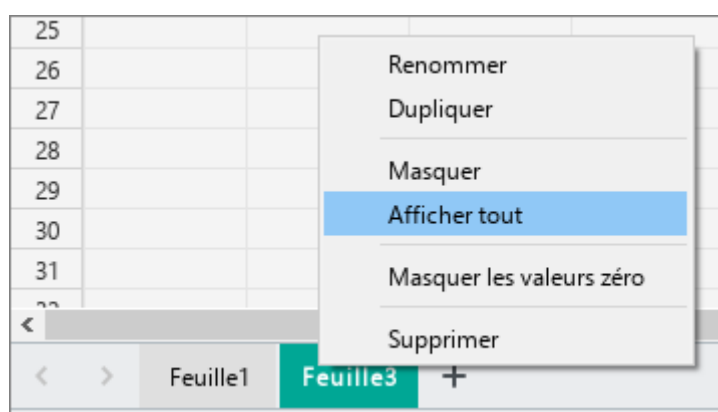 25
26
27
28
29
30
31
Renommer
Dupliquer
Masquer
Afficher tout
Masquer les valeurs zéro
Supprimer
Feuille1 Feuille3